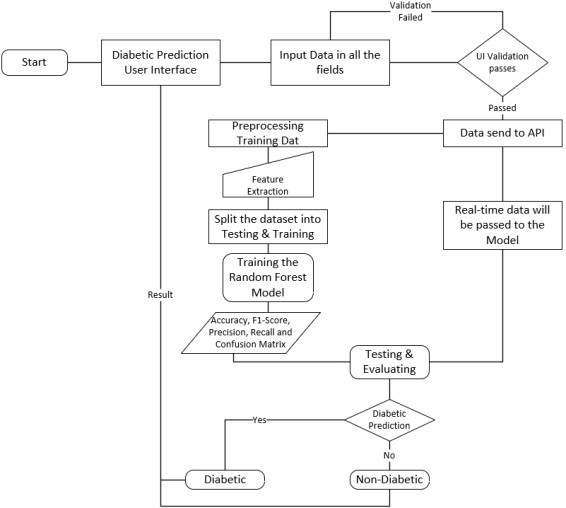 Validation
Failed
Start
Diabetic Prediction
User Interface
Input Data in all the
fields
UI Validation
passes
Passed
Preprocessing
Training Dat
Data send to API
Feature
Extraction
Split the dataset into
Testing & Training
Real-time data will
be passed to the
Model
Training the
Random Forest
Model
Result
Accuracy, F1-Score,
Precision, Recall and
Confusion Matrix
Testing &
Evaluating
Diabetic
Prediction
Yes
No
Diabetic
Non-Diabetic